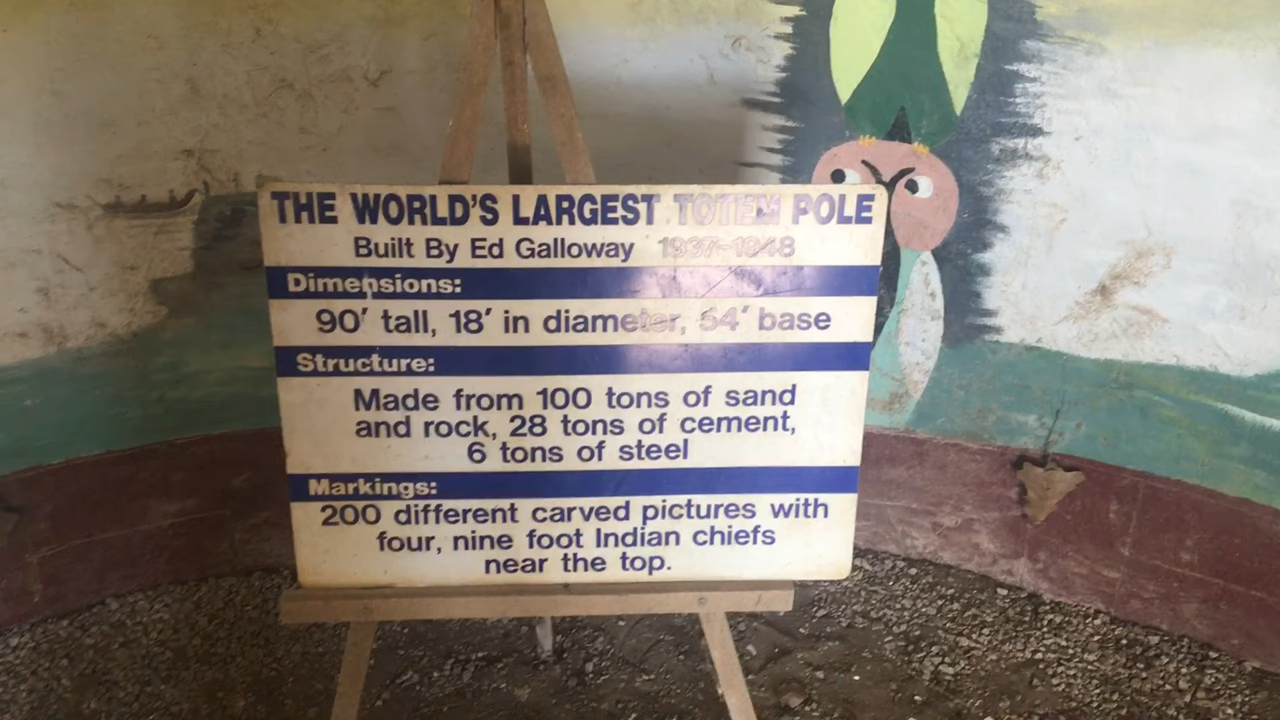 THE WORLD'S LARGEST TOTEM POLE
Built By Ed Galloway 1937-1948
Dimensions:
90' tall, 18' in diameter, 54' base
Structure:
Made from 100 tons of sand
and rock, 28 tons of cement,
6 tons of steel
Markings:
200 different carved pictures with
four, nine foot Indian chiefs
near the top.